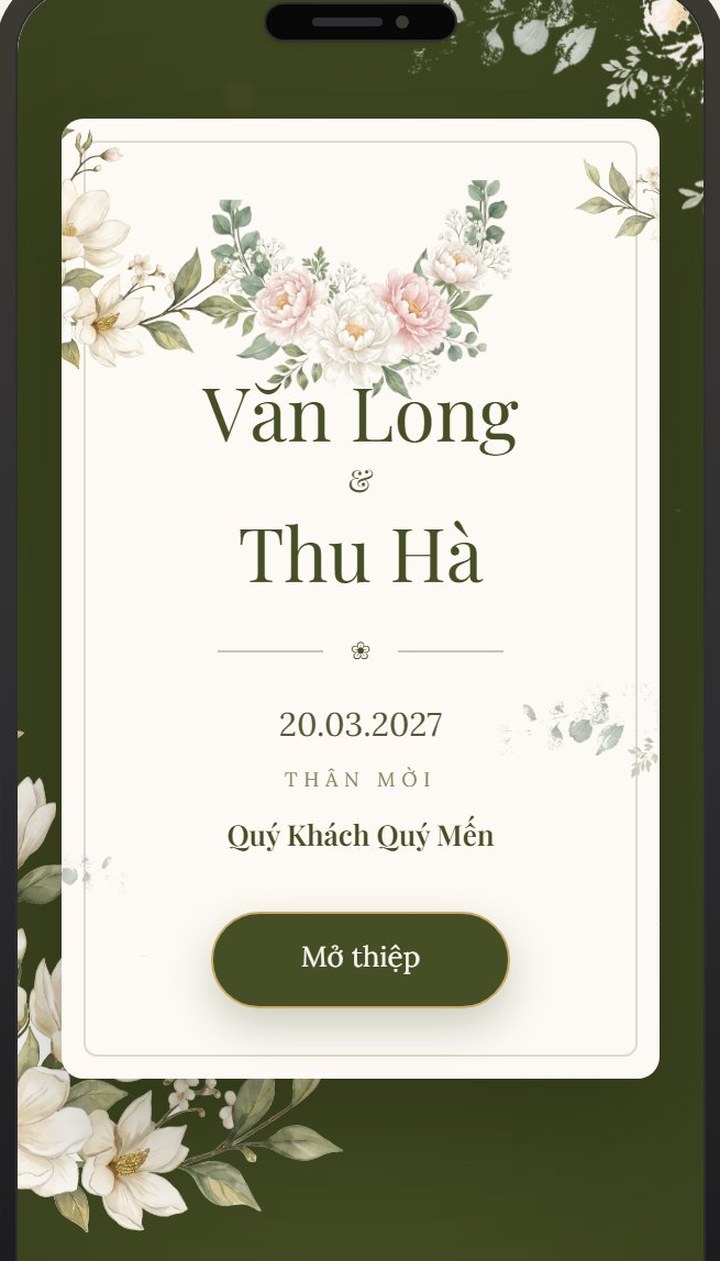 Văn Long
&
Thu Hà
20.03.2027
THÂN MỜI
Quý Khách Quý Mến
Mở thiệp